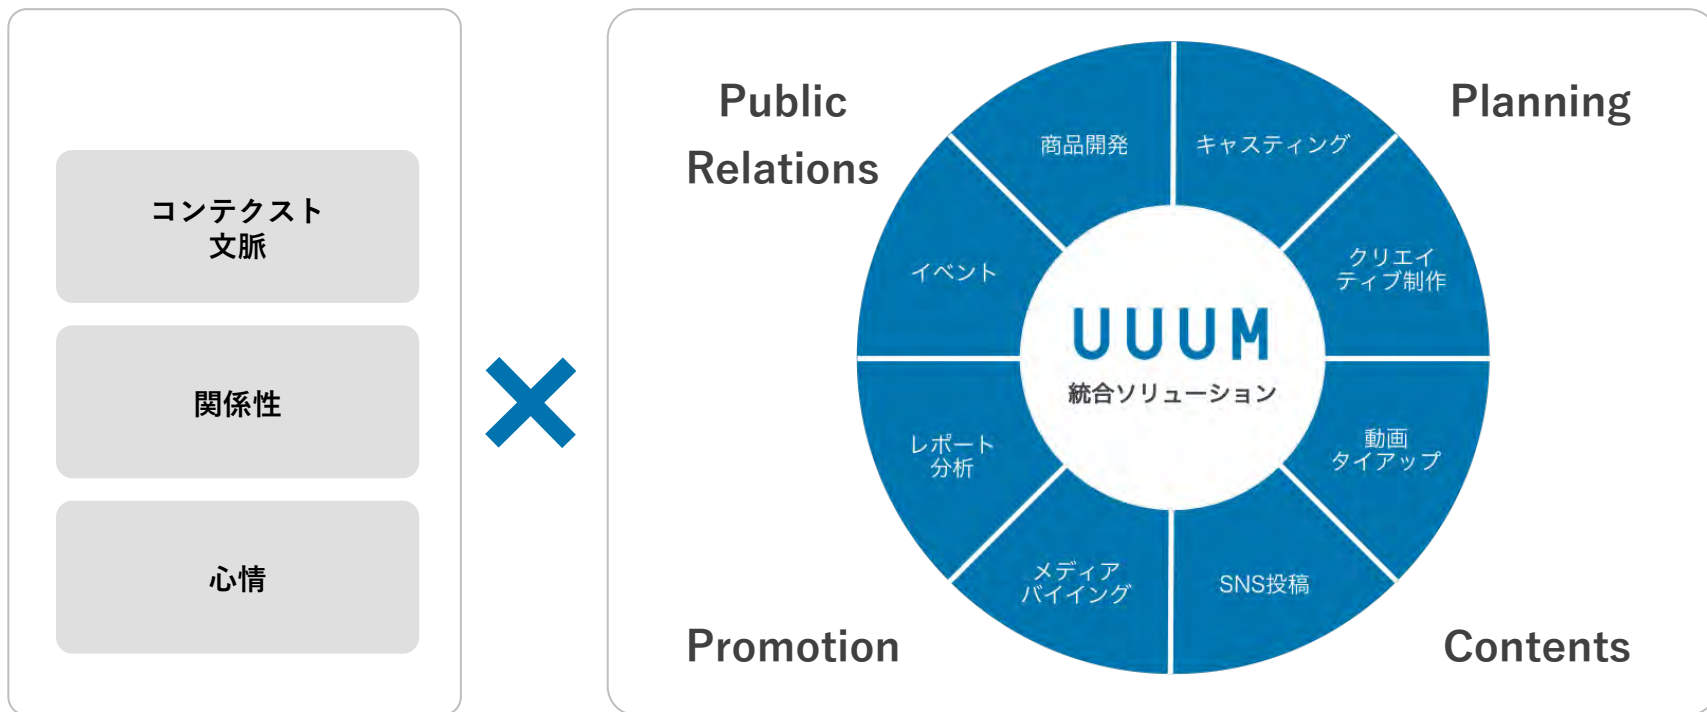 コンテクスト
文脈
関係性
心情
Public
Relations
Planning
Promotion
Contents
商品開発
キャスティング
クリエイ
ティブ制作
動画
タイアップ
SNS投稿
メディア
バイイング
レポート
分析
イベント
UUUM
統合ソリューション